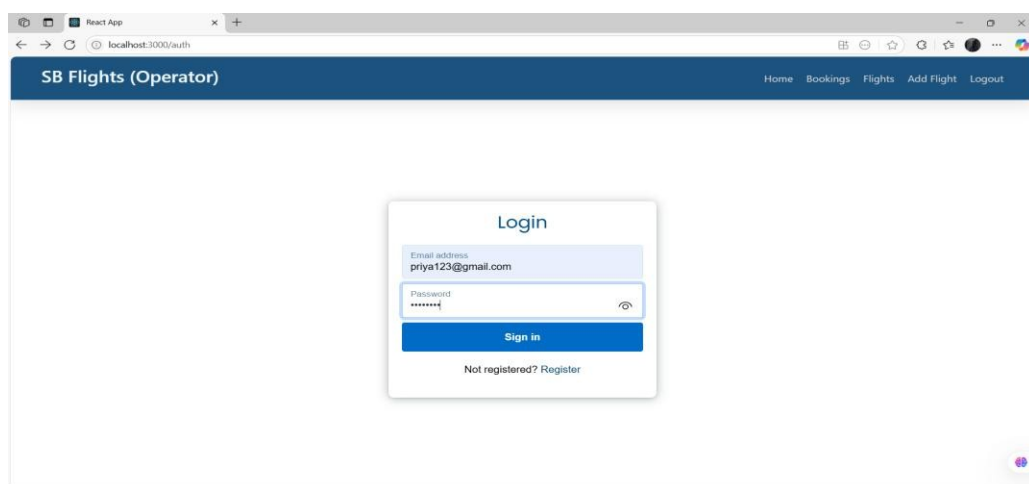 React App
localhost:3000/auth
SB Flights (Operator)
Home Bookings Flights Add Flight Logout
Login
Email address
priya123@gmail.com
Password
••••••••
Sign in
Not registered? Register